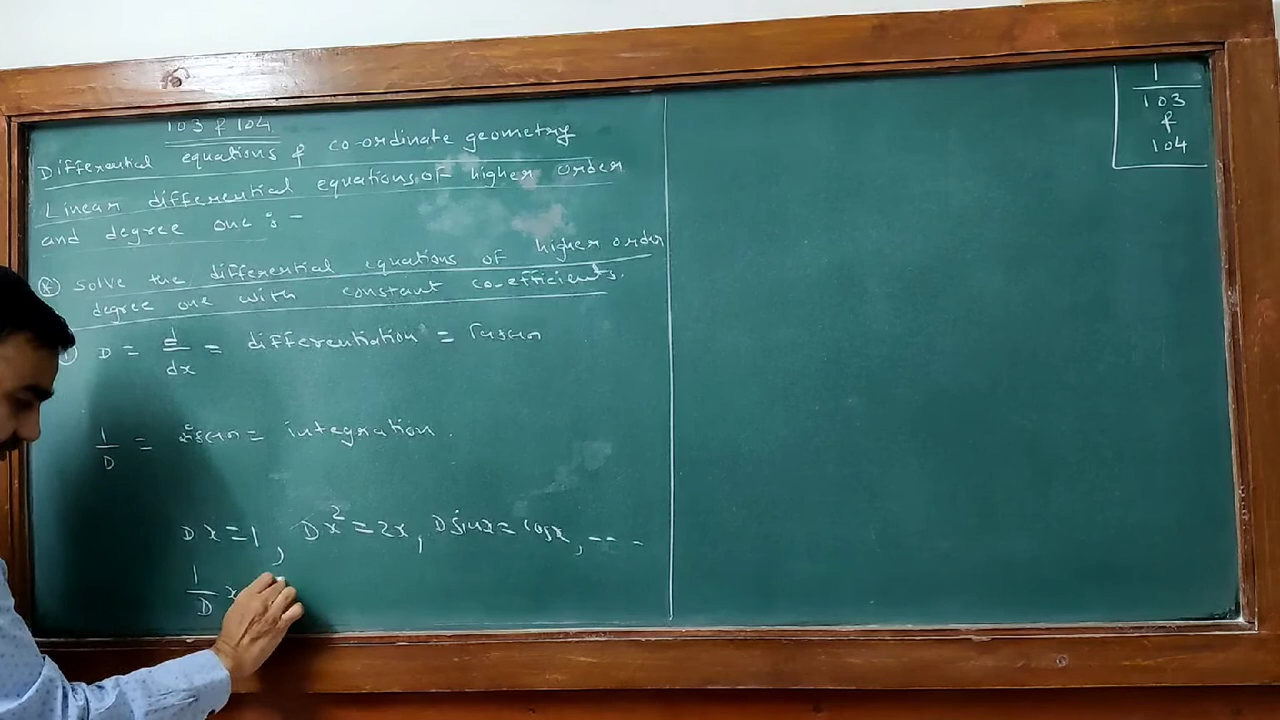 103 & 104
Differential equations & co-ordinate geometry
Linear differential equations of higher order
and degree one :-
* solve the differential equations of higher order
degree one with constant co-efficients.
D = d/dx = differentiation =
1/D = = integration.
Dx = 1, Dx² = 2x, D sinx = cosx, ----
1/D x
1
103
&
104